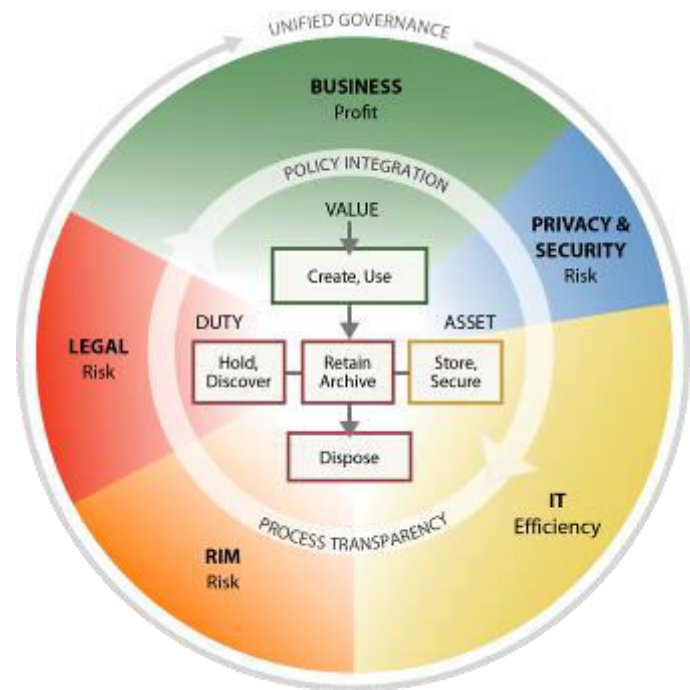 UNIFIED GOVERNANCE
BUSINESS
Profit
POLICY INTEGRATION
VALUE
PRIVACY &
SECURITY
Risk
Create, Use
DUTY
ASSET
LEGAL
Risk
Hold,
Discover
Retain
Archive
Store,
Secure
Dispose
IT
Efficiency
PROCESS TRANSPARENCY
RIM
Risk